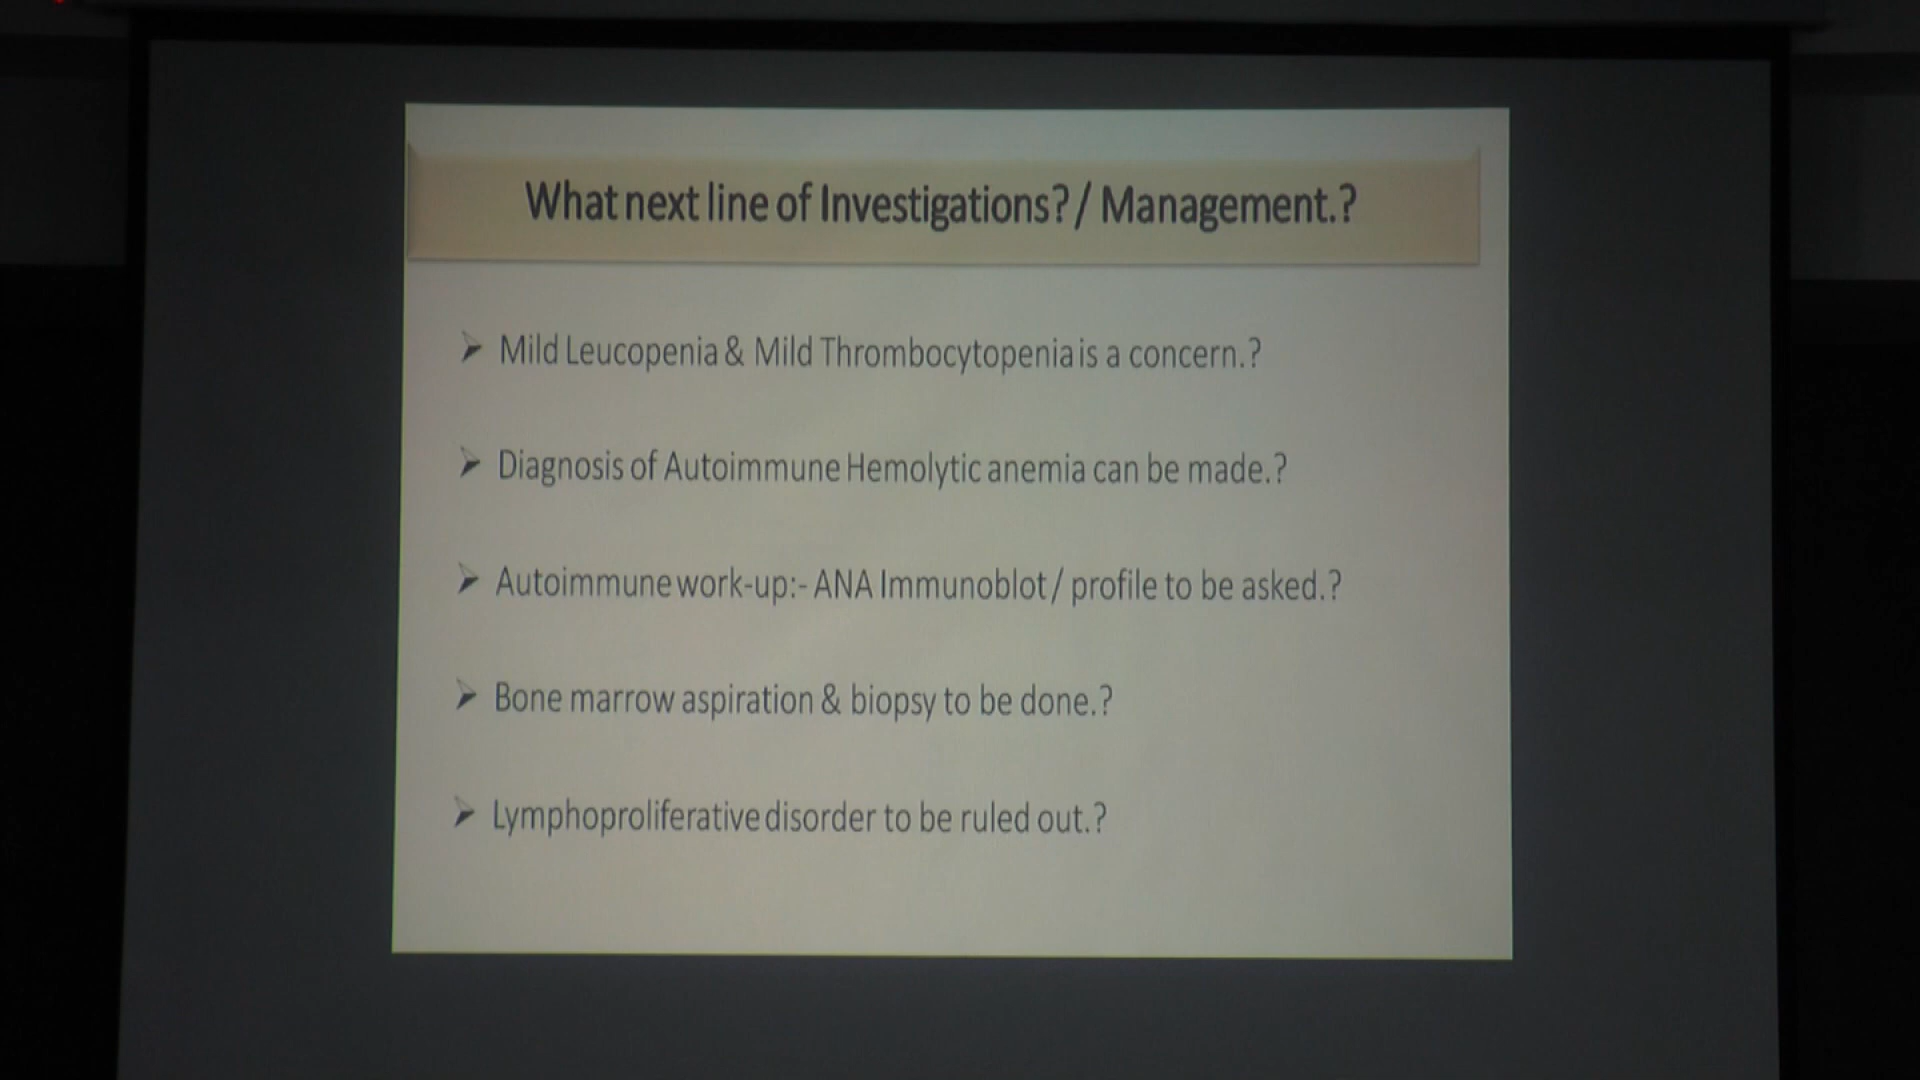 What next line of Investigations? / Management.?
Mild Leucopenia & Mild Thrombocytopenia is a concern.?
Diagnosis of Autoimmune Hemolytic anemia can be made.?
Autoimmune work-up:- ANA Immunoblot / profile to be asked.?
Bone marrow aspiration & biopsy to be done.?
Lymphoproliferative disorder to be ruled out.?